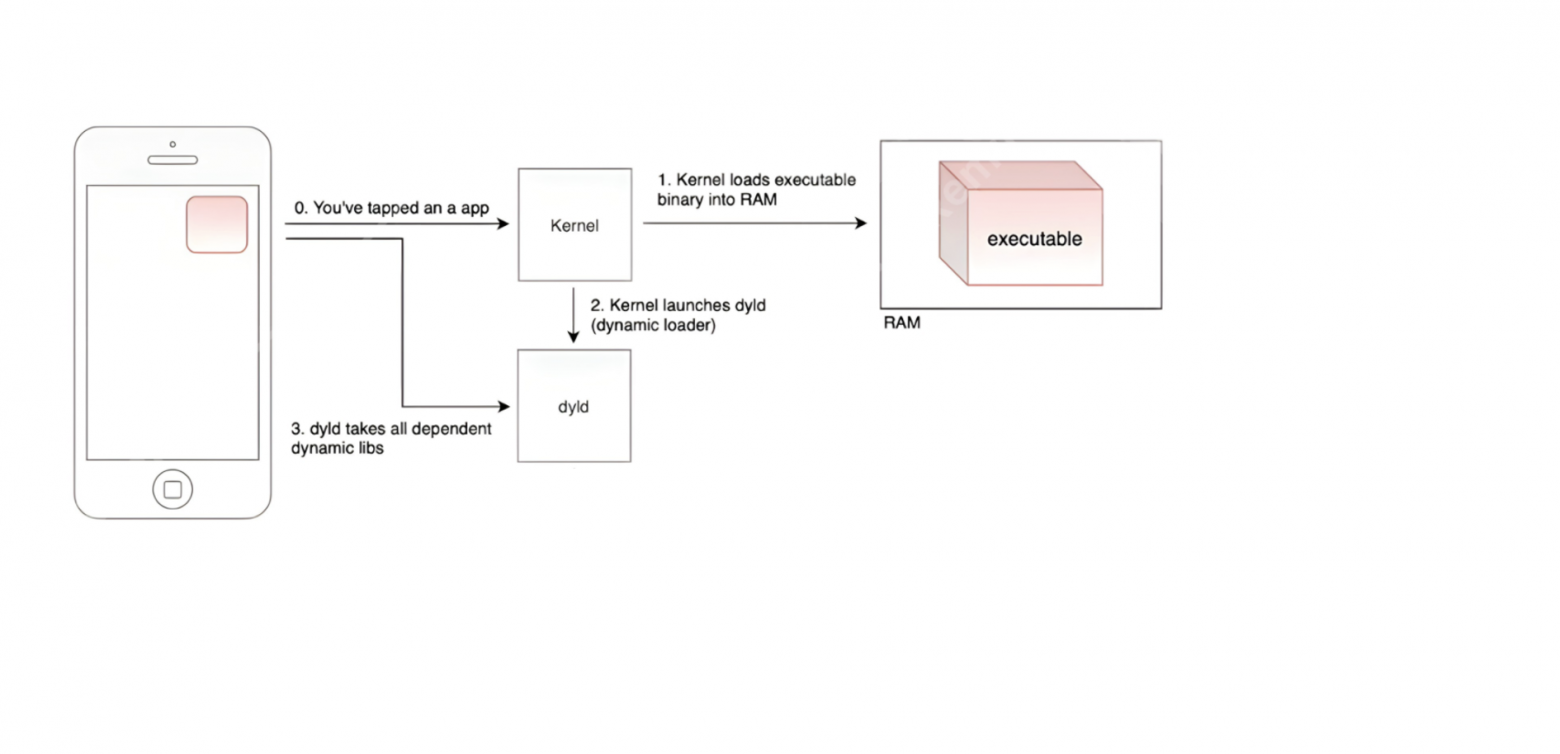 0. You've tapped an a app
Kernel
1. Kernel loads executable
binary into RAM
executable
RAM
2. Kernel launches dyld
(dynamic loader)
dyld
3. dyld takes all dependent
dynamic libs